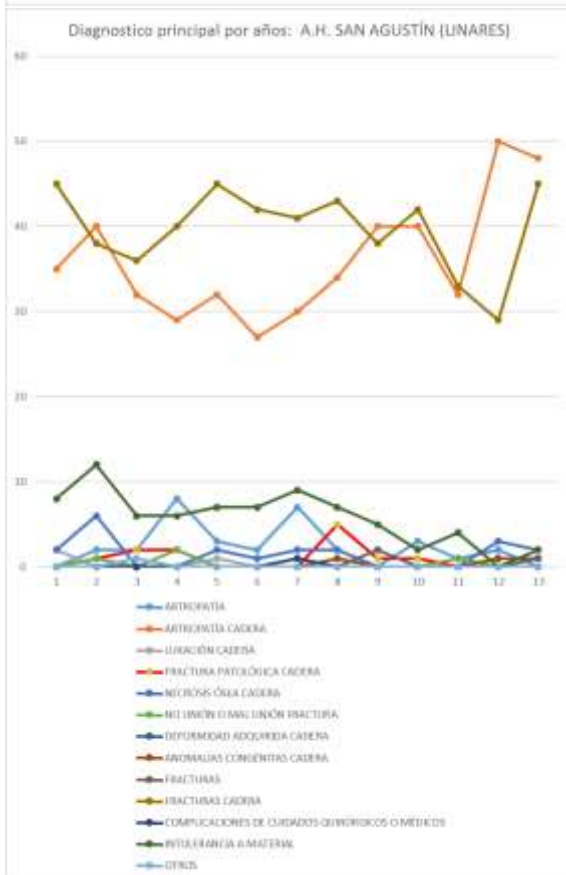 Diagnostico principal por años: A.H. SAN AGUSTÍN (LINARES)
60
50
40
30
20
10
0
1 2 3 4 5 6 7 8 9 10 11 12 13
ARTROPATÍA
ARTROPATÍA CADERA
LUXACIÓN CADERA
FRACTURA PATOLÓGICA CADERA
NECROSIS ÓSEA CADERA
NO UNIÓN O MAL UNIÓN FRACTURA
DEFORMIDAD ADQUIRIDA CADERA
ANOMALIAS CONGÉNITAS CADERA
FRACTURAS
FRACTURAS CADERA
COMPLICACIONES DE CUIDADOS QUIRÚRGICOS O MÉDICOS
INTOLERANCIA A MATERIAL
OTROS